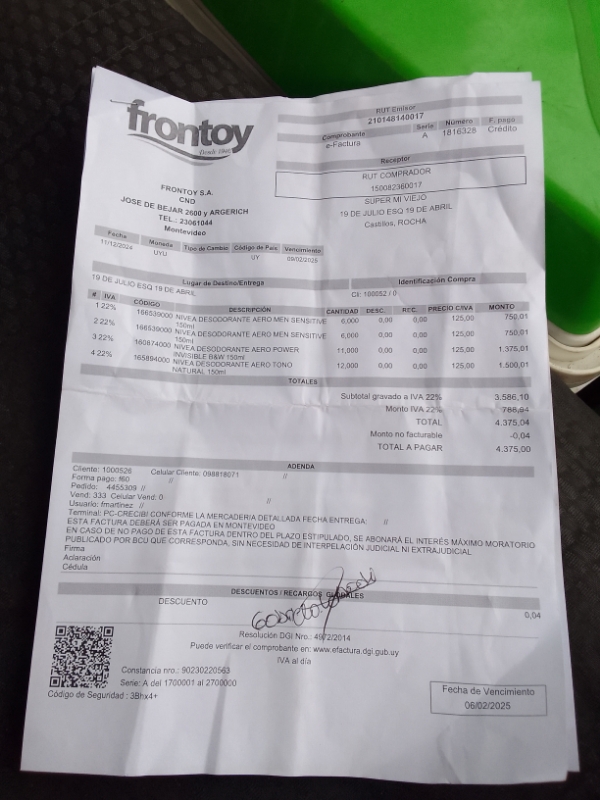 frontoy
Desde 1946
FRONTOY S.A.
CND
JOSE DE BEJAR 2600 y ARGERICH
TEL.: 23061044
Montevideo
RUT Emisor
210148140017
Comprobante Serie Número F. pago
e-Factura A 1816328 Crédito
Receptor
RUT COMPRADOR
150082360017
SUPER MI VIEJO
19 DE JULIO ESQ 19 DE ABRIL
Castillos, ROCHA
Fecha Moneda Tipo de Cambio Código de País Vencimiento
11/12/2024 UYU UY 09/02/2025
Lugar de Destino/Entrega Identificación Compra
19 DE JULIO ESQ 19 DE ABRIL CI: 180052 / 0
# IVA CÓDIGO DESCRIPCIÓN CANTIDAD DESC. REC. PRECIO C/IVA MONTO
1 22% 166539000 NIVEA DESODORANTE AERO MEN SENSITIVE 6,000 0,00 0,00 125,00 750,01
150ml
2 22% 166539000 NIVEA DESODORANTE AERO MEN SENSITIVE 6,000 0,00 0,00 125,00 750,01
150ml
3 22% 160874000 NIVEA DESODORANTE AERO POWER 11,000 0,00 0,00 125,00 1.375,01
INVISIBLE B&W 150ml
4 22% 165894000 NIVEA DESODORANTE AERO TONO 12,000 0,00 0,00 125,00 1.500,01
NATURAL 150ml
TOTALES
Subtotal gravado a IVA 22% 3.586,10
Monto IVA 22% 788,94
TOTAL 4.375,04
Monto no facturable -0,04
TOTAL A PAGAR 4.375,00
ADENDA
Cliente: 1000526 Celular Cliente: 098818071 //
Forma pago: f60 //
Pedido: 4455309 //
Vend: 333 Celular Vend: 0 //
Usuario: fmartinez //
Terminal: PC-CRECIBI CONFORME LA MERCADERIA DETALLADA FECHA ENTREGA: //
ESTA FACTURA DEBERÁ SER PAGADA EN MONTEVIDEO
EN CASO DE NO PAGO DE ESTA FACTURA DENTRO DEL PLAZO ESTIPULADO, SE ABONARÁ EL INTERÉS MÁXIMO MORATORIO
PUBLICADO POR BCU QUE CORRESPONDA, SIN NECESIDAD DE INTERPELACIÓN JUDICIAL NI EXTRAJUDICIAL
Firma
Aclaración
Cédula
DESCUENTOS / RECARGOS GLOBALES
DESCUENTO 0,04
Resolución DGI Nro.: 4972/2014
Puede verificar el comprobante en: www.efactura.dgi.gub.uy
IVA al día
Constancia nro.: 90230220563
Serie: A del 1700001 al 2700000
Código de Seguridad : 3Bhx4+
Fecha de Vencimiento
06/02/2025